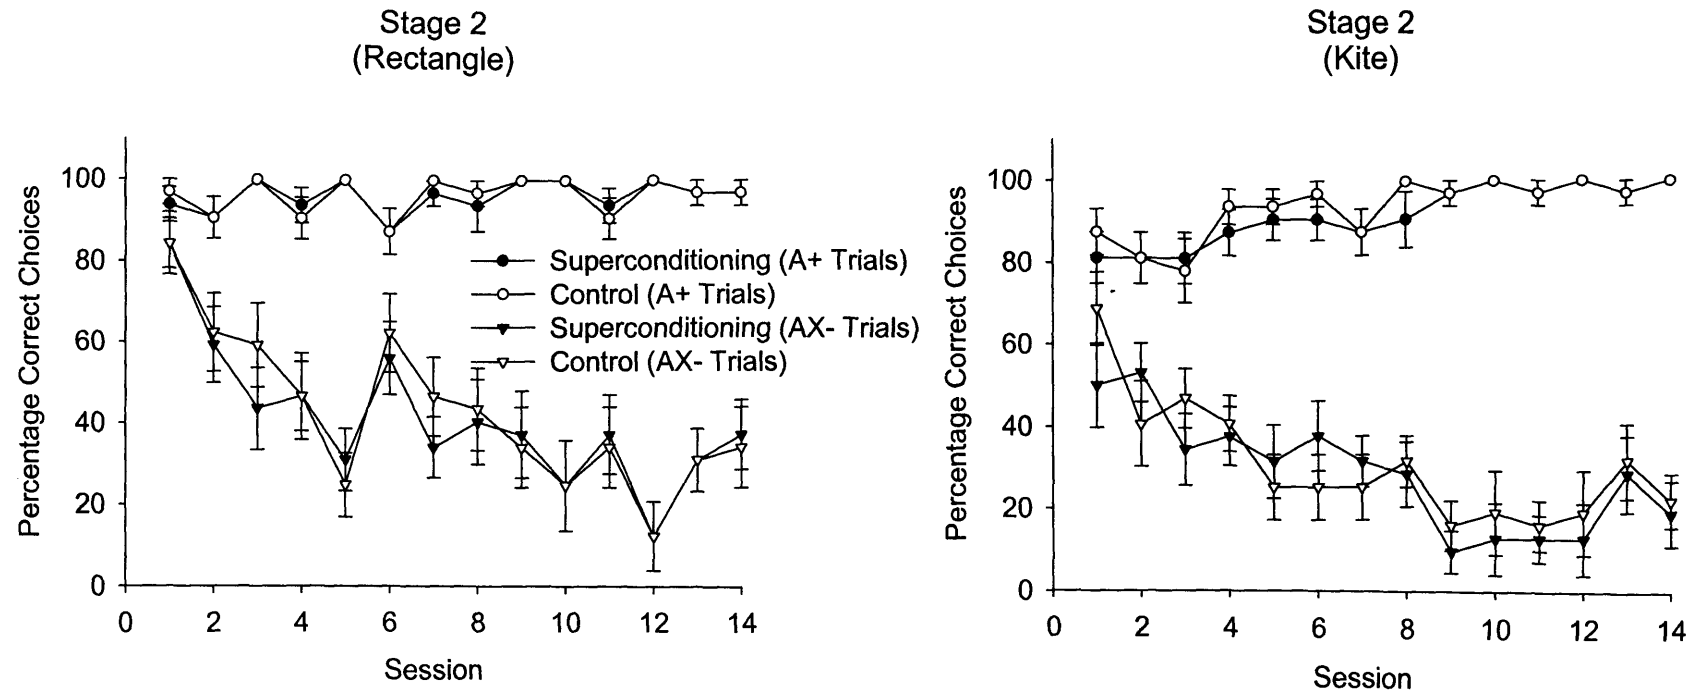 Stage 2
(Rectangle)
Percentage Correct Choices
100
80
60
40
20
0
0 2 4 6 8 10 12 14
Session
Superconditioning (A+ Trials)
Control (A+ Trials)
Superconditioning (AX- Trials)
Control (AX- Trials)
Stage 2
(Kite)
Percentage Correct Choices
100
80
60
40
20
0
0 2 4 6 8 10 12 14
Session